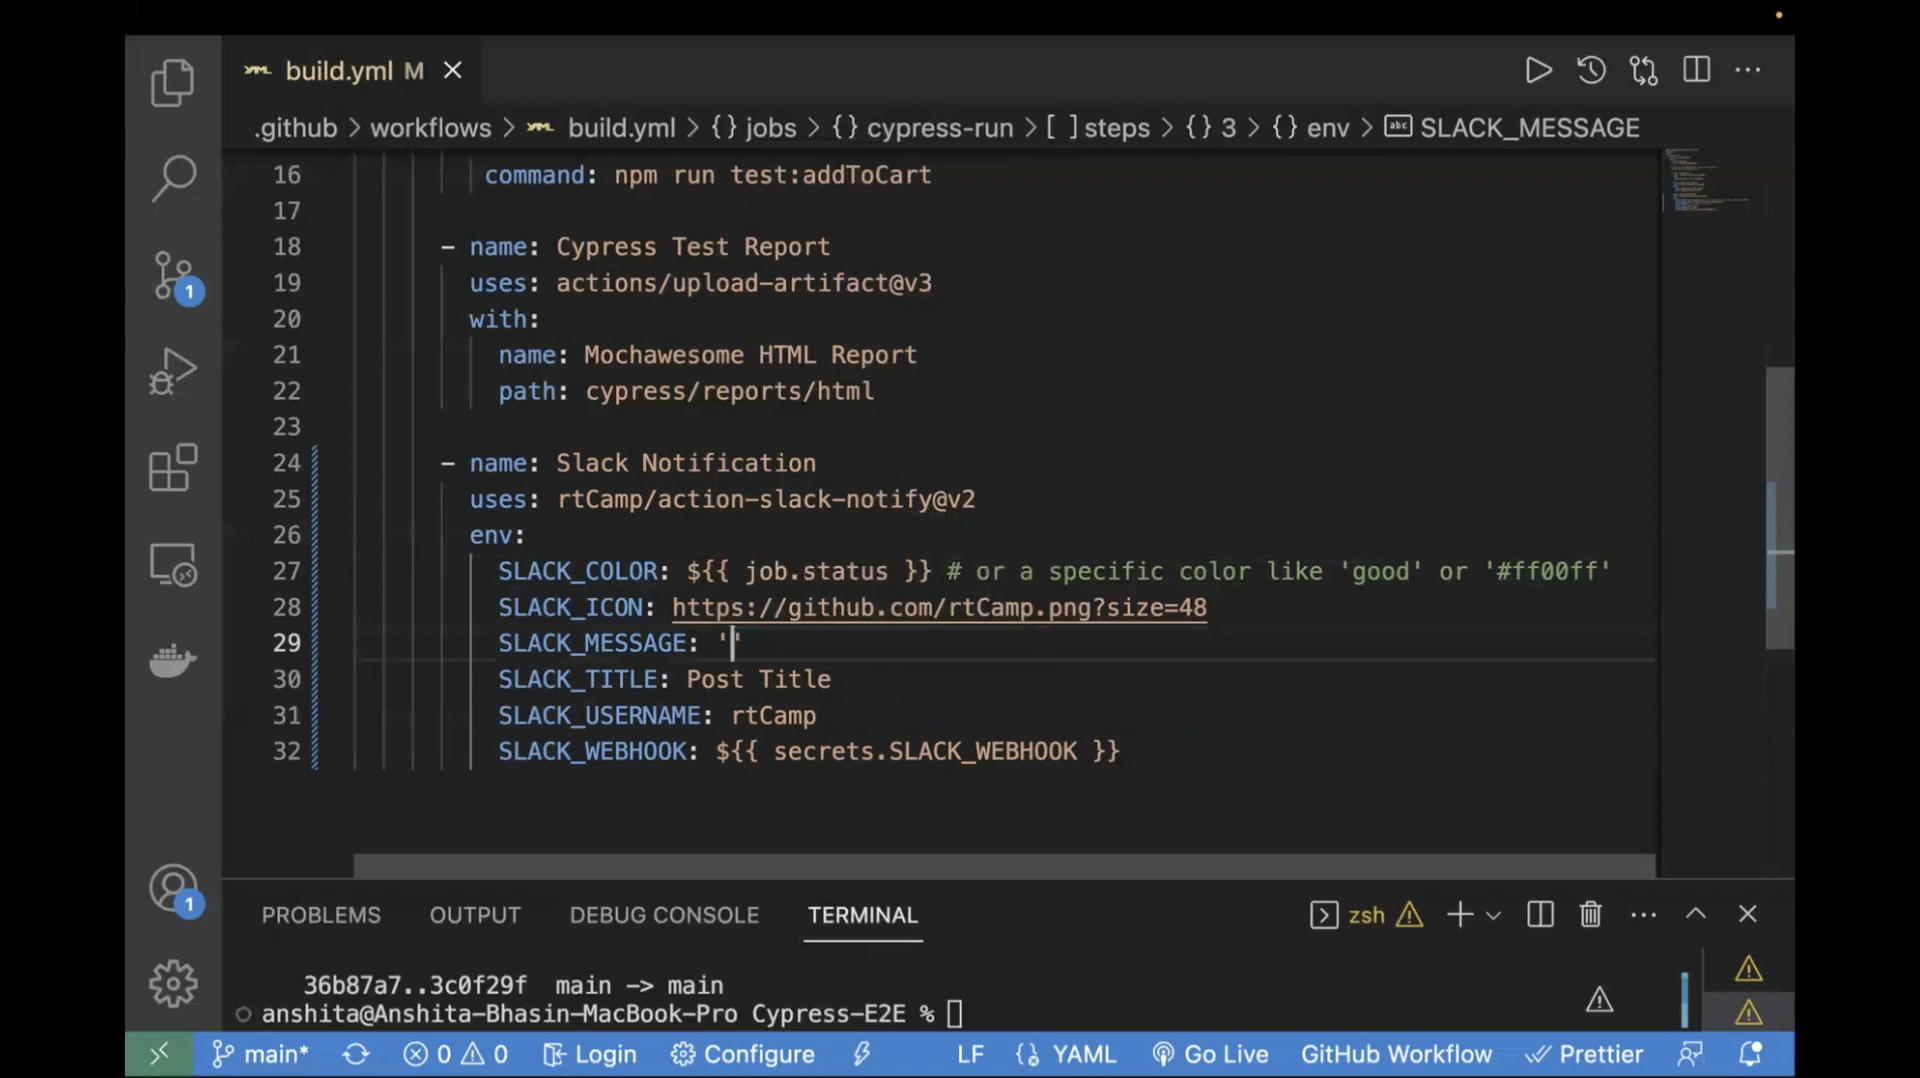 build.yml M
.github > workflows > build.yml > {} jobs > {} cypress-run > [ ] steps > {} 3 > {} env > abc SLACK_MESSAGE
16 command: npm run test:addToCart
17
18 - name: Cypress Test Report
19 uses: actions/upload-artifact@v3
20 with:
21 name: Mochawesome HTML Report
22 path: cypress/reports/html
23
24 - name: Slack Notification
25 uses: rtCamp/action-slack-notify@v2
26 env:
27 SLACK_COLOR: ${{ job.status }} # or a specific color like 'good' or '#ff00ff'
28 SLACK_ICON: https://github.com/rtCamp.png?size=48
29 SLACK_MESSAGE: ''
30 SLACK_TITLE: Post Title
31 SLACK_USERNAME: rtCamp
32 SLACK_WEBHOOK: ${{ secrets.SLACK_WEBHOOK }}
1
1
PROBLEMS OUTPUT DEBUG CONSOLE TERMINAL zsh
36b87a7..3c0f29f main -> main
anshita@Anshita-Bhasin-MacBook-Pro Cypress-E2E %
main* 0 0 Login Configure LF {} YAML Go Live GitHub Workflow Prettier